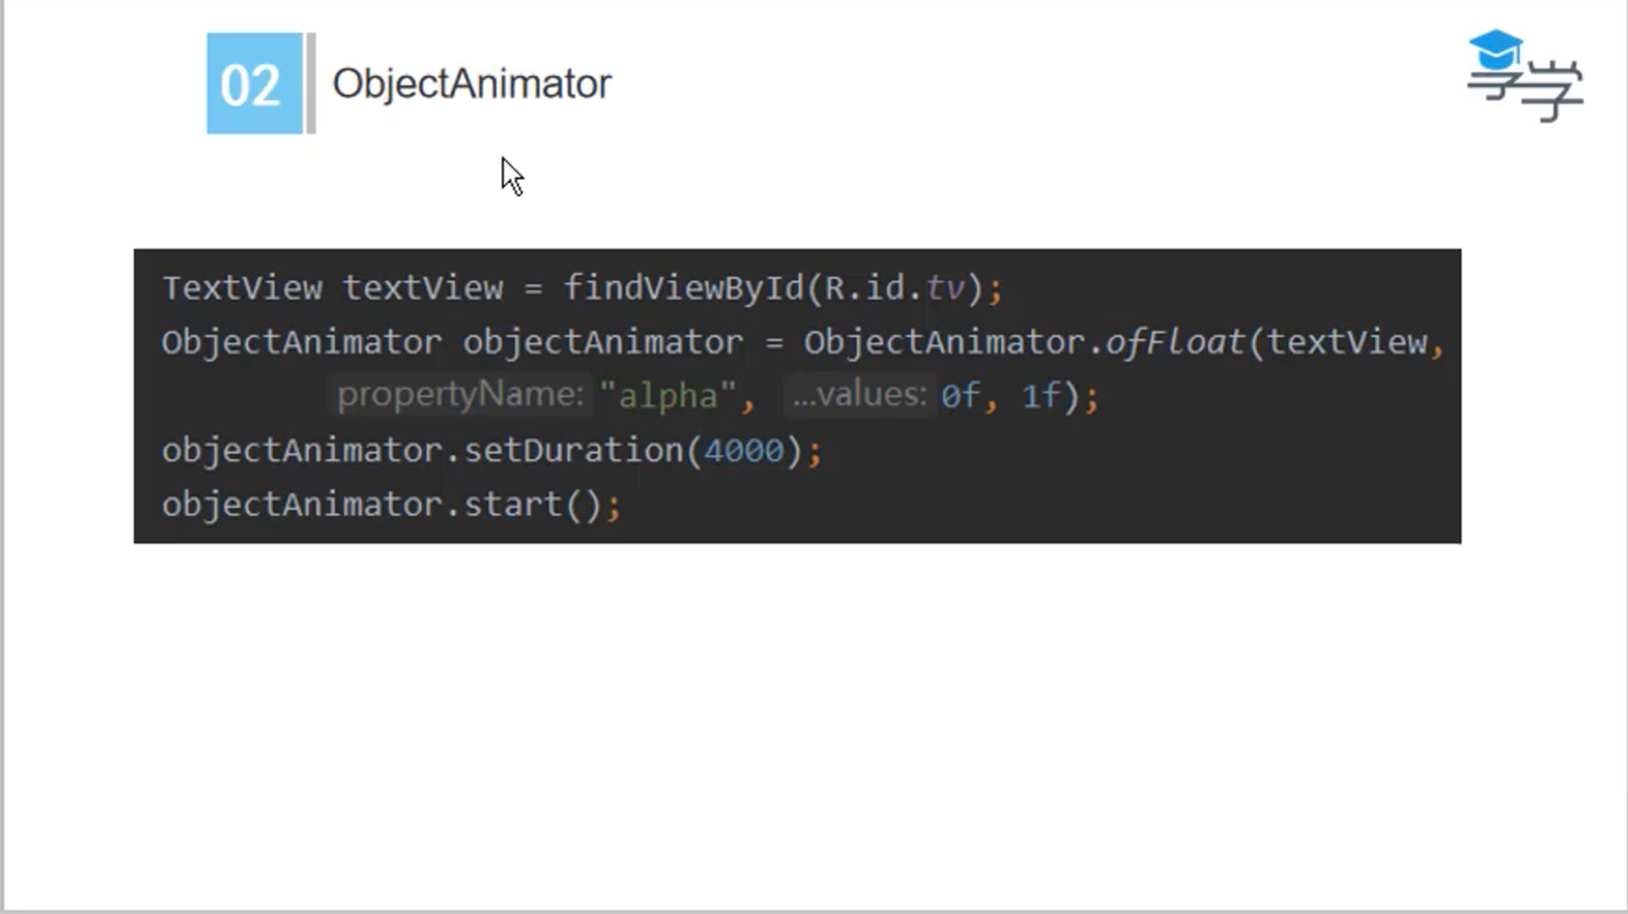 02
ObjectAnimator
学学
TextView textView = findViewById(R.id.tv);
ObjectAnimator objectAnimator = ObjectAnimator.ofFloat(textView,
propertyName: "alpha", ...values: 0f, 1f);
objectAnimator.setDuration(4000);
objectAnimator.start();